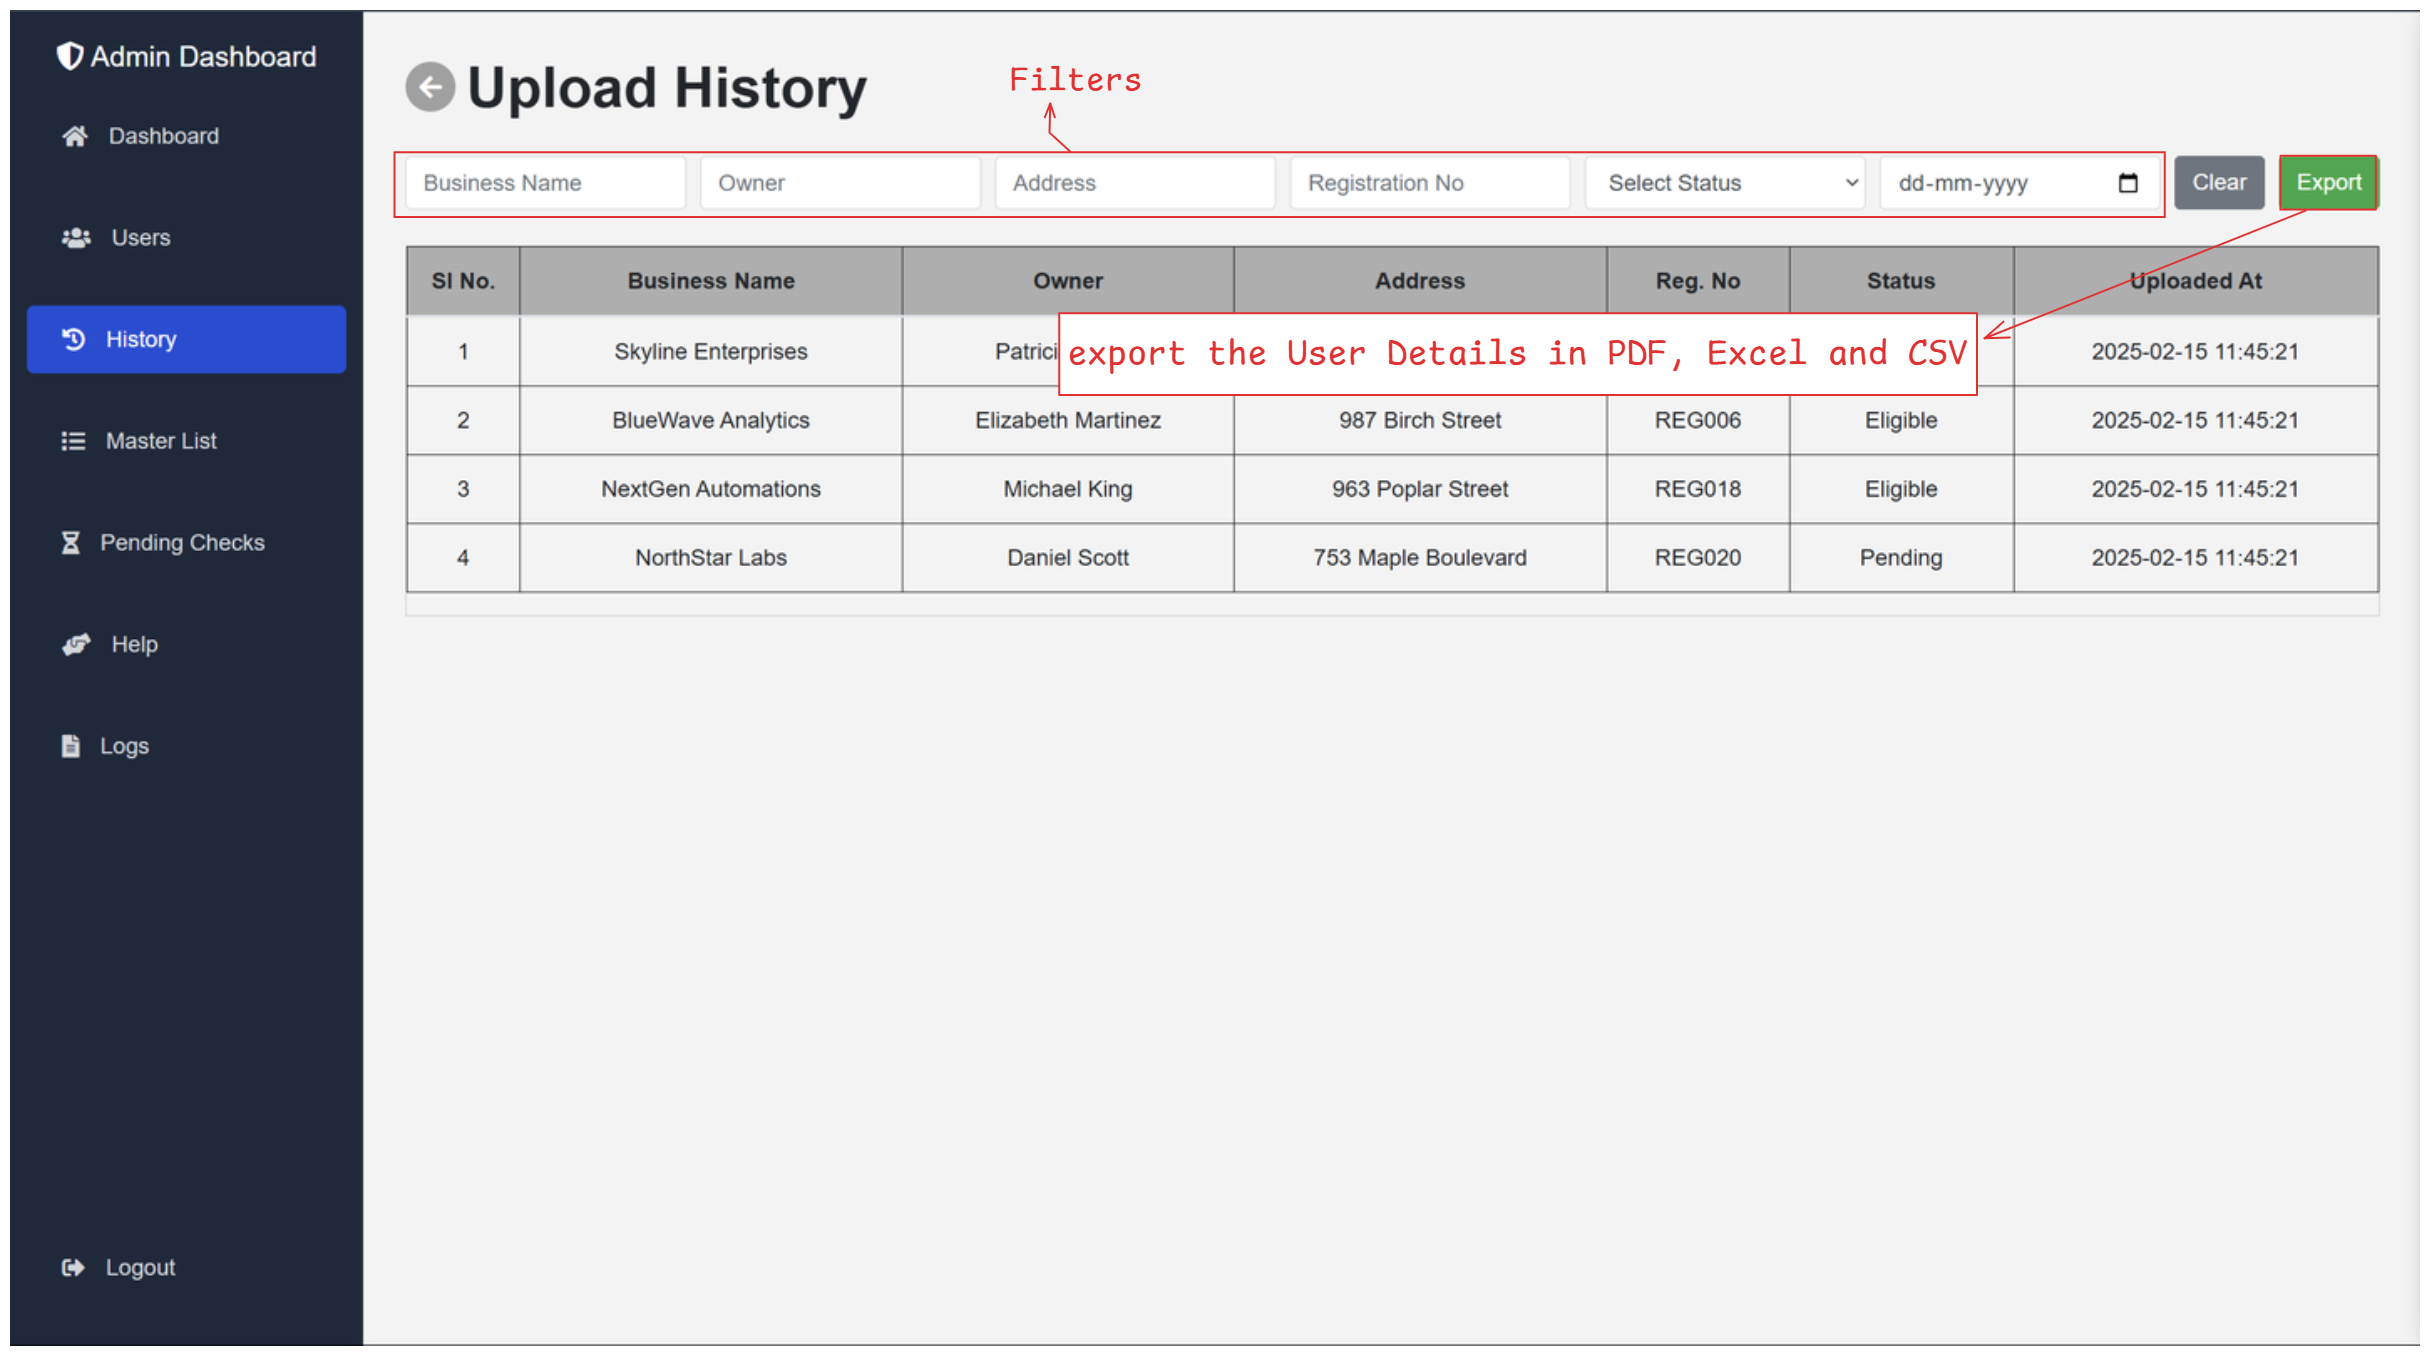 Admin Dashboard
Dashboard
Users
History
Master List
Pending Checks
Help
Logs
Logout
Upload History
Filters
Business Name Owner Address Registration No Select Status dd-mm-yyyy Clear Export
Sl No. Business Name Owner Address Reg. No Status Uploaded At
1 Skyline Enterprises 2025-02-15 11:45:21
export the User Details in PDF, Excel and CSV
2 BlueWave Analytics Elizabeth Martinez 987 Birch Street REG006 Eligible 2025-02-15 11:45:21
3 NextGen Automations Michael King 963 Poplar Street REG018 Eligible 2025-02-15 11:45:21
4 NorthStar Labs Daniel Scott 753 Maple Boulevard REG020 Pending 2025-02-15 11:45:21